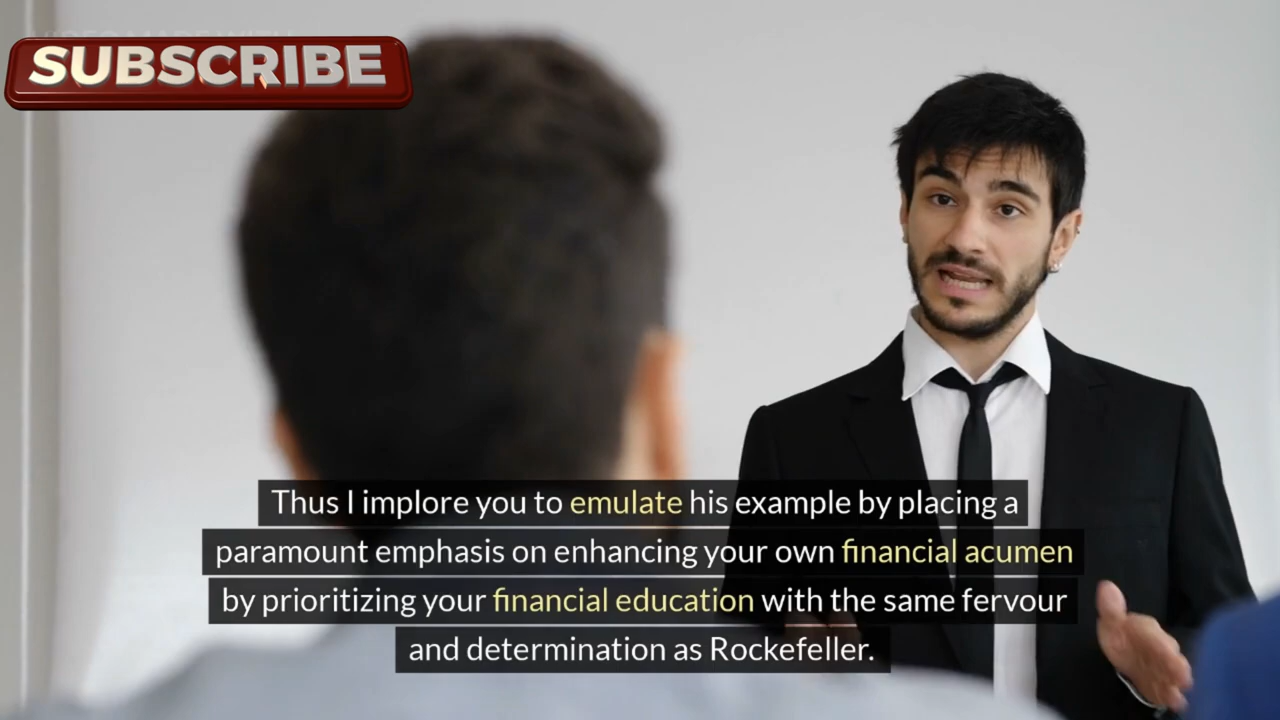 SUBSCRIBE
Thus I implore you to emulate his example by placing a
paramount emphasis on enhancing your own financial acumen
by prioritizing your financial education with the same fervour
and determination as Rockefeller.